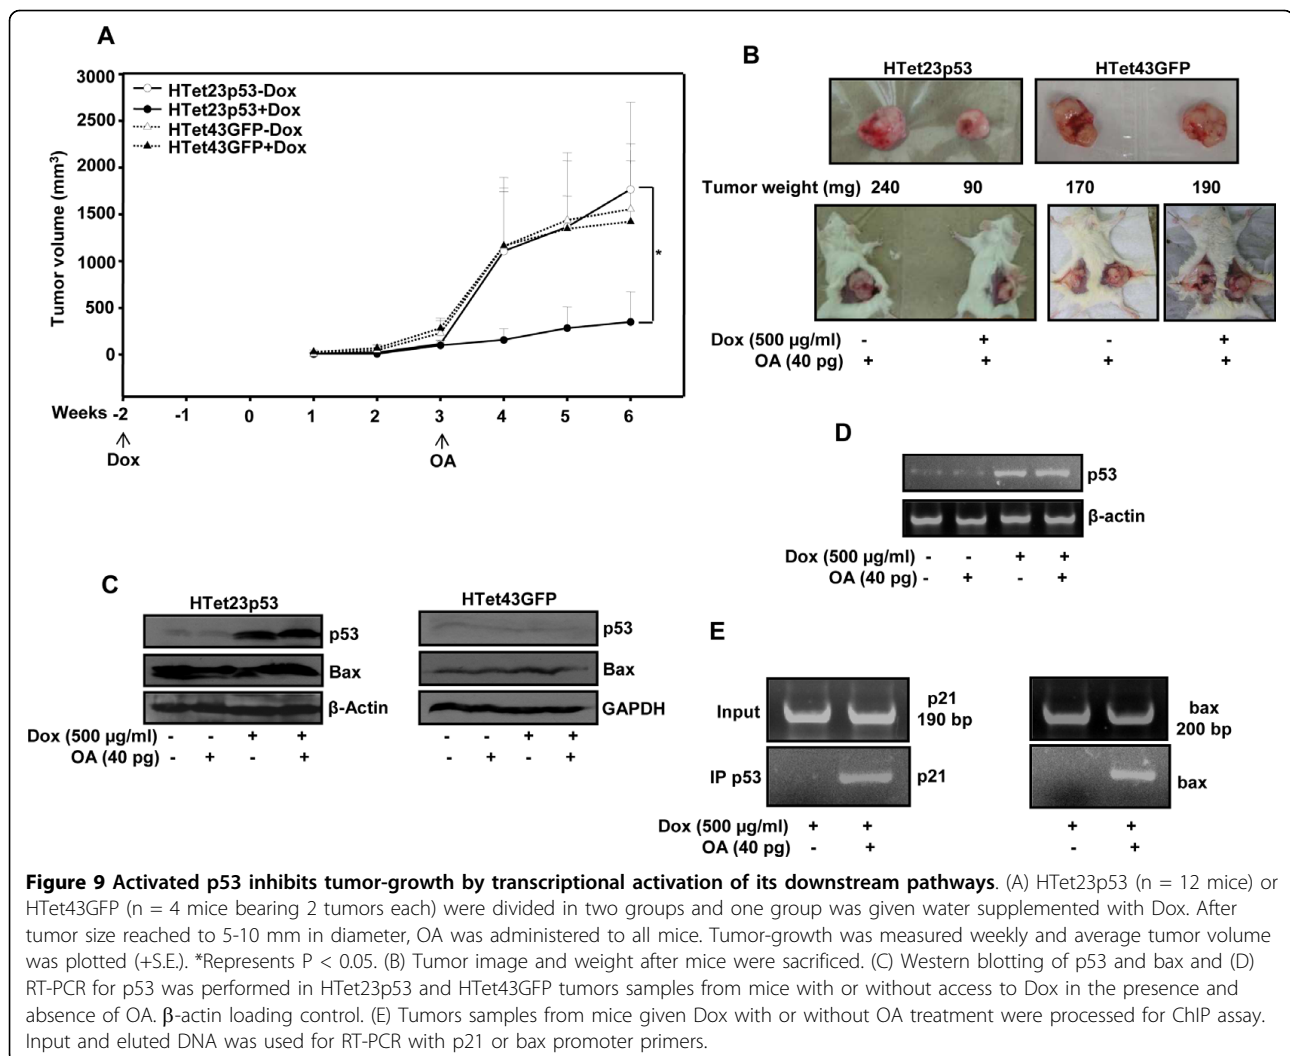 A
3000
2500
2000
1500
1000
500
0
Tumor volume (mm³)
HTet23p53-Dox
HTet23p53+Dox
HTet43GFP-Dox
HTet43GFP+Dox
*
Weeks -2 -1 0 1 2 3 4 5 6
Dox OA
B
HTet23p53 HTet43GFP
Tumor weight (mg) 240 90 170 190
Dox (500 µg/ml) - + - +
OA (40 pg) + + + +
D
p53
β-actin
Dox (500 µg/ml) - - + +
OA (40 pg) - + - +
C
HTet23p53 HTet43GFP
p53 p53
Bax Bax
β-Actin GAPDH
Dox (500 µg/ml) - - + + - - + +
OA (40 pg) - + - + - + - +
E
Input p21 190 bp bax 200 bp
IP p53 p21 bax
Dox (500 µg/ml) + + + +
OA (40 pg) - + - +
Figure 9 Activated p53 inhibits tumor-growth by transcriptional activation of its downstream pathways. (A) HTet23p53 (n = 12 mice) or
HTet43GFP (n = 4 mice bearing 2 tumors each) were divided in two groups and one group was given water supplemented with Dox. After
tumor size reached to 5-10 mm in diameter, OA was administered to all mice. Tumor-growth was measured weekly and average tumor volume
was plotted (+S.E.). *Represents P < 0.05. (B) Tumor image and weight after mice were sacrificed. (C) Western blotting of p53 and bax and (D)
RT-PCR for p53 was performed in HTet23p53 and HTet43GFP tumors samples from mice with or without access to Dox in the presence and
absence of OA. β-actin loading control. (E) Tumors samples from mice given Dox with or without OA treatment were processed for ChIP assay.
Input and eluted DNA was used for RT-PCR with p21 or bax promoter primers.